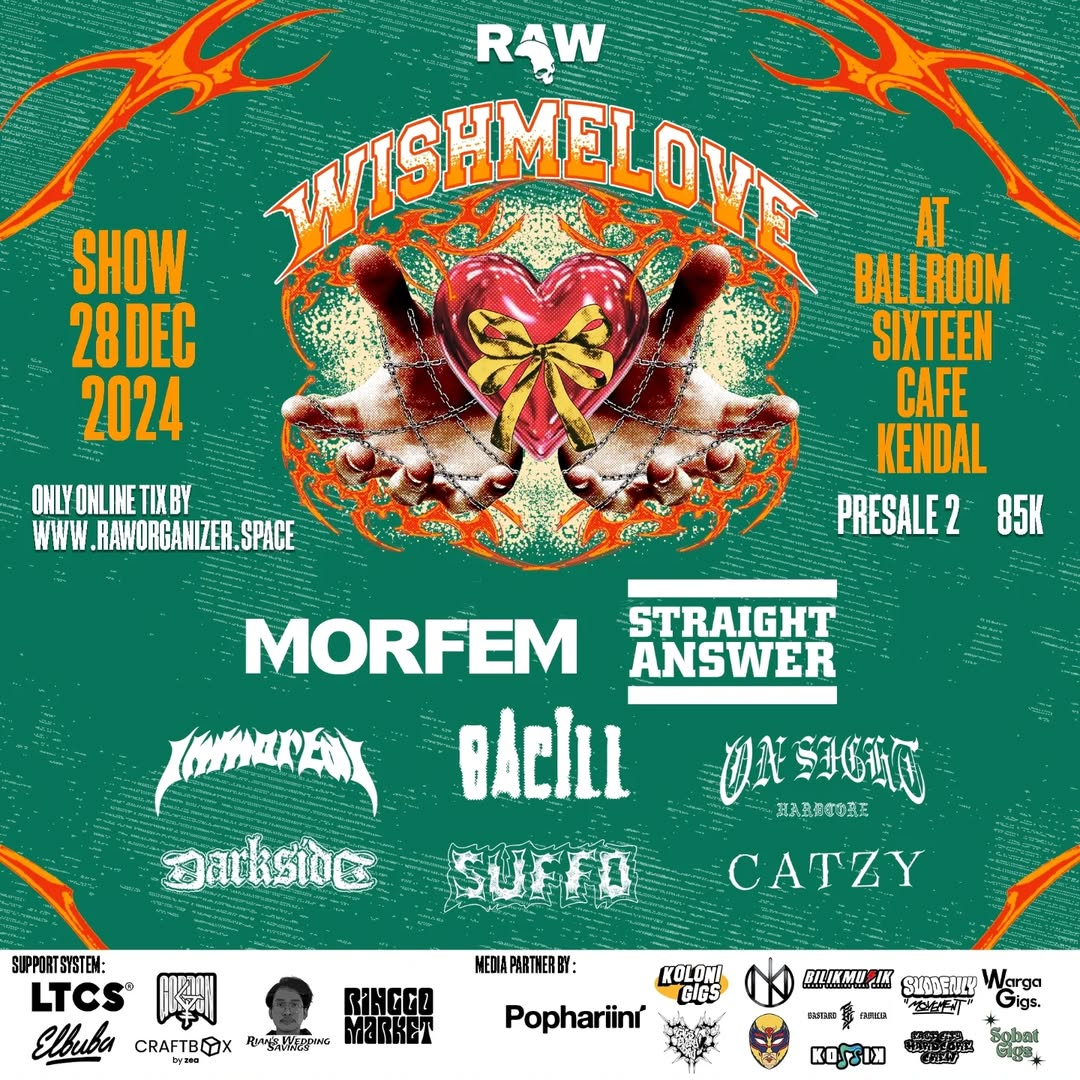 RAW
WISHMELOVE
SHOW
28 DEC
2024
AT
BALLROOM
SIXTEEN
CAFE
KENDAL
ONLY ONLINE TIX BY
WWW.RAWORGANIZER.SPACE
PRESALE 2 85K
MORFEM
STRAIGHT
ANSWER
Immortal
BACILL
ON SIGHT
HARDCORE
Darkside
SUFFO
CATZY
SUPPORT SYSTEM :
LTCS®
Elbuba
CRAFTBOX
by zea
RIAN'S WEDDING
SAVINGS
RINGGO
MARKET
MEDIA PARTNER BY :
Pophariini
KOLONI
GIGS
BILIKMUSIK
BASTARD FAMILIA
KOSSIK
SUDDENLY
"MOVEMENT"
Warga
Gigs.
Sobat
Gigs